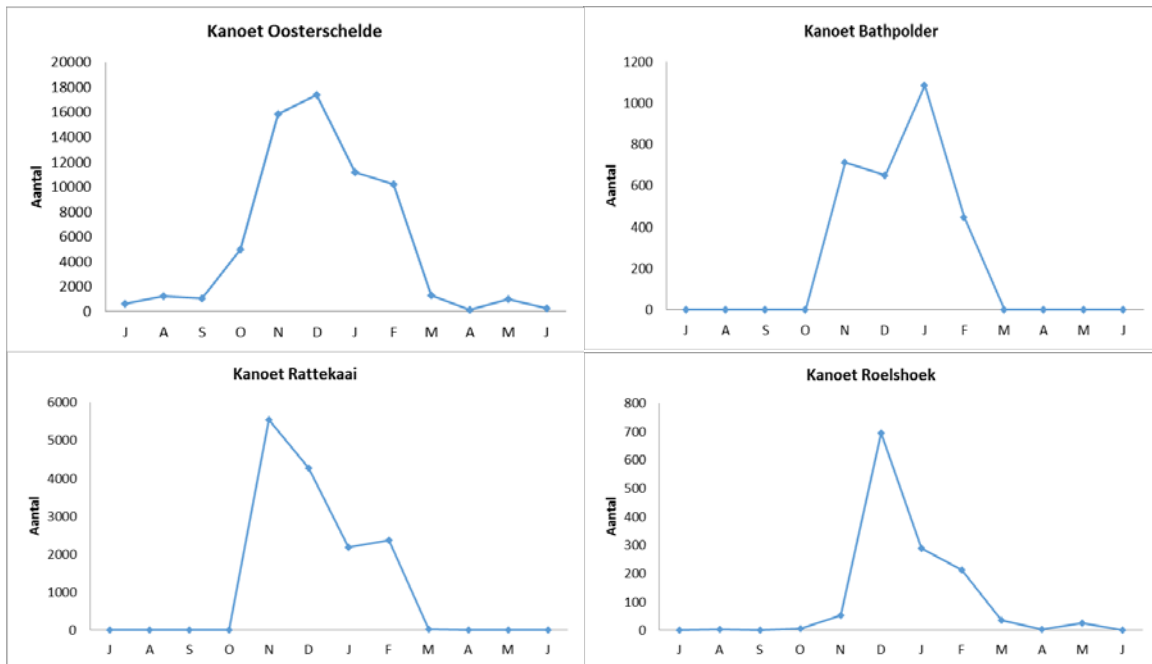 Kanoet Oosterschelde
Aantal
20000
18000
16000
14000
12000
10000
8000
6000
4000
2000
0
J A S O N D J F M A M J
Kanoet Bathpolder
Aantal
1200
1000
800
600
400
200
0
J A S O N D J F M A M J
Kanoet Rattekaai
Aantal
6000
5000
4000
3000
2000
1000
0
J A S O N D J F M A M J
Kanoet Roelshoek
Aantal
800
700
600
500
400
300
200
100
0
J A S O N D J F M A M J